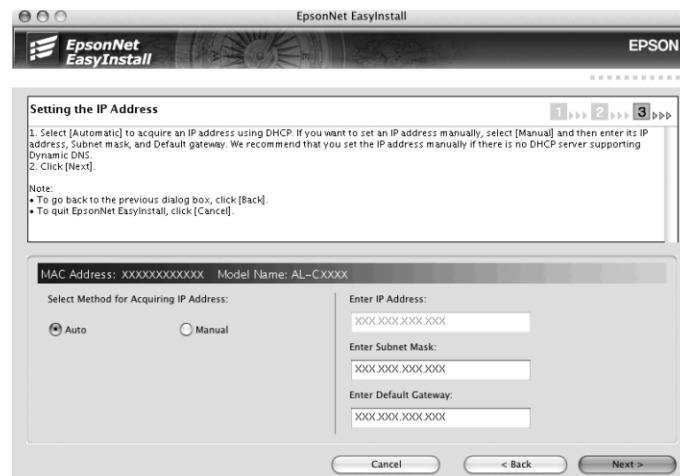 EpsonNet EasyInstall
EpsonNet
EasyInstall
EPSON
Setting the IP Address
1 2 3
1. Select [Automatic] to acquire an IP address using DHCP. If you want to set an IP address manually, select [Manual] and then enter its IP
address, Subnet mask, and Default gateway. We recommend that you set the IP address manually if there is no DHCP server supporting
Dynamic DNS.
2. Click [Next].
Note:
• To go back to the previous dialog box, click [Back].
• To quit EpsonNet EasyInstall, click [Cancel].
MAC Address: XXXXXXXXXXXX Model Name: AL-CXXXX
Select Method for Acquiring IP Address:
Auto Manual
Enter IP Address:
XXX.XXX.XXX.XXX
Enter Subnet Mask:
XXX.XXX.XXX.XXX
Enter Default Gateway:
XXX.XXX.XXX.XXX
Cancel < Back Next >